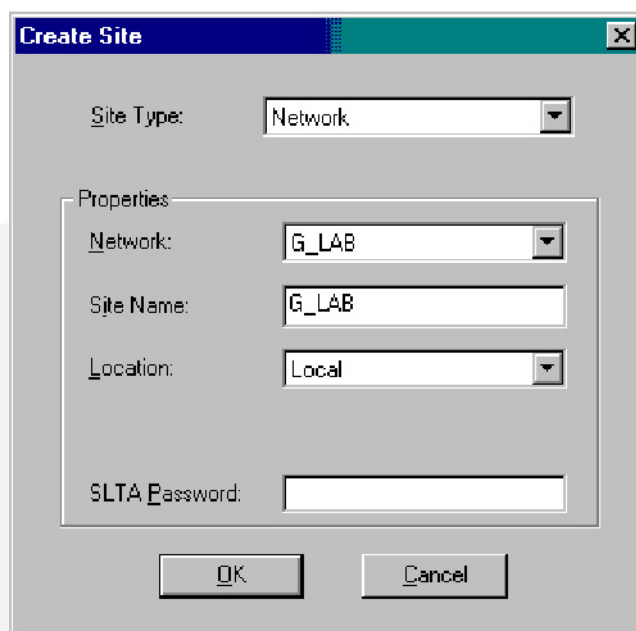 Create Site
Site Type: Network
Properties
Network: G_LAB
Site Name: G_LAB
Location: Local
SLTA Password:
OK Cancel